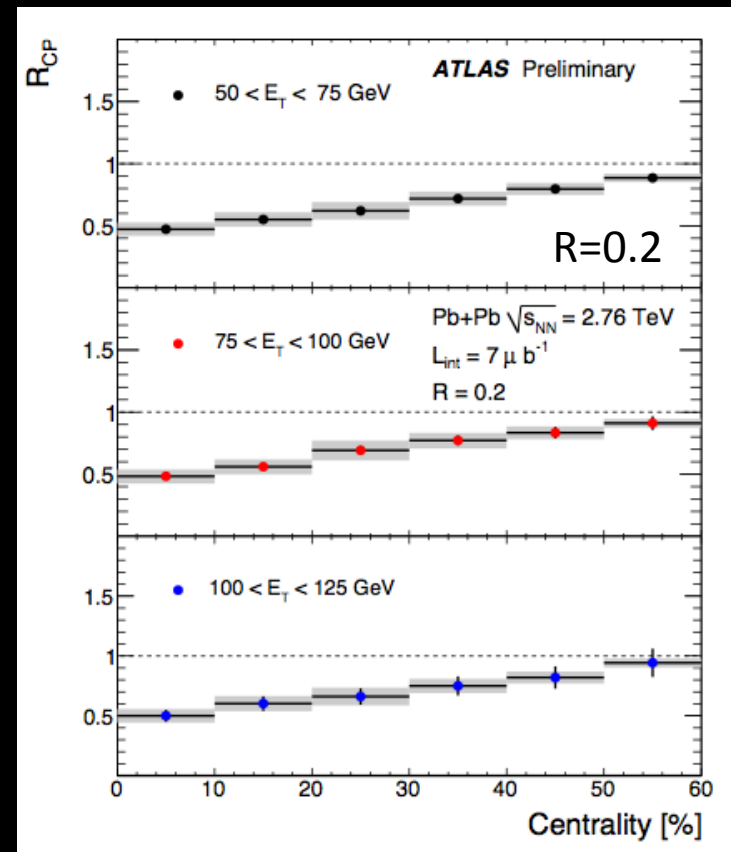 R_CP
ATLAS Preliminary
50 < E_T < 75 GeV
1.5
1
0.5
R=0.2
Pb+Pb √s_NN = 2.76 TeV
75 < E_T < 100 GeV
L_int = 7 μ b^-1
R = 0.2
1.5
1
0.5
100 < E_T < 125 GeV
1.5
1
0.5
0 10 20 30 40 50 60
Centrality [%]